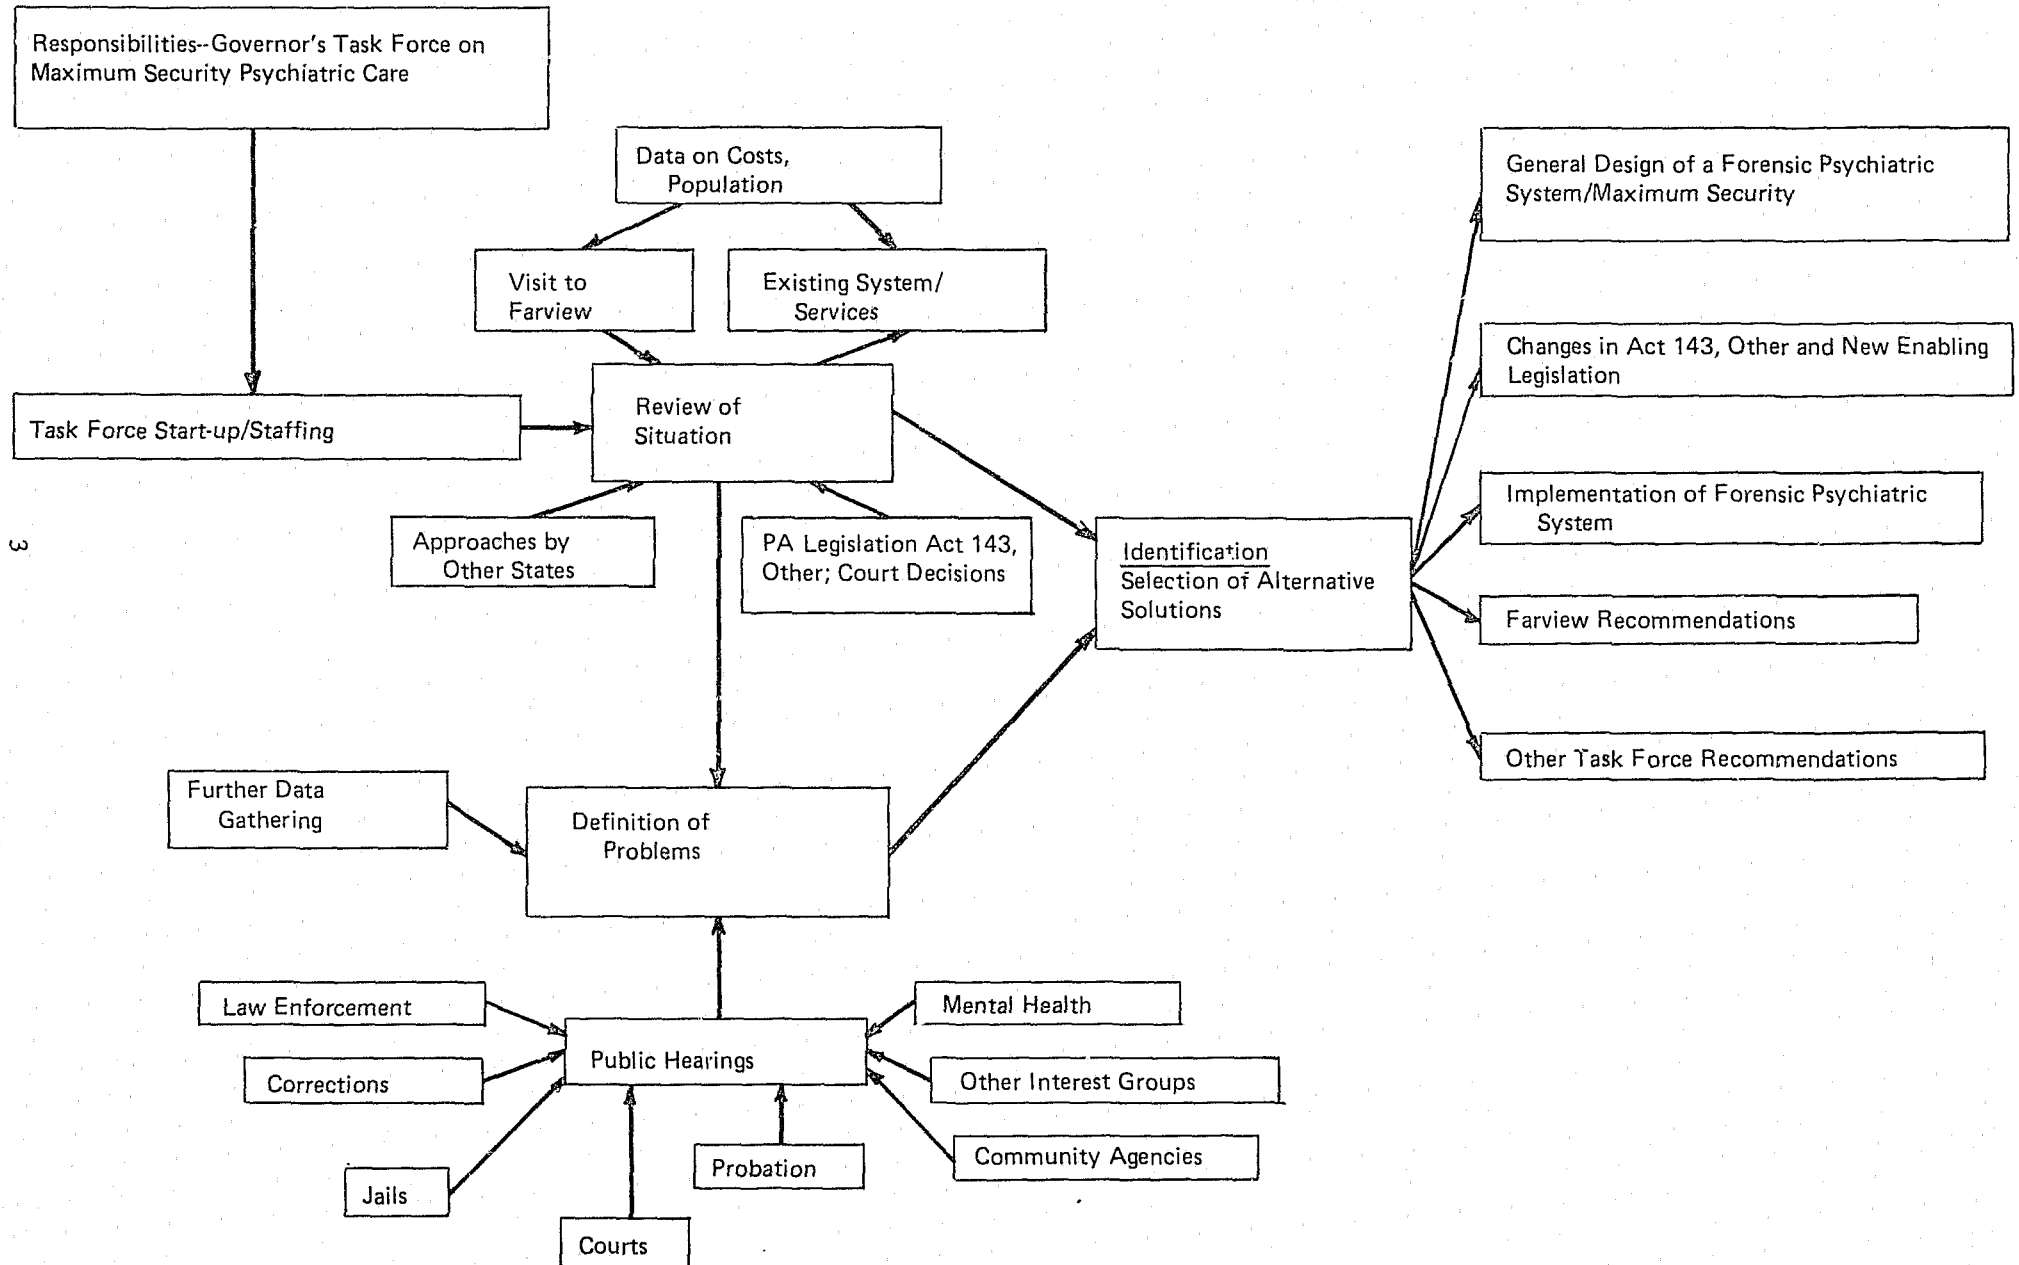 Responsibilities--Governor's Task Force on
Maximum Security Psychiatric Care
Data on Costs,
Population
Visit to
Farview
Existing System/
Services
Task Force Start-up/Staffing
Review of
Situation
Approaches by
Other States
PA Legislation Act 143,
Other; Court Decisions
Identification
Selection of Alternative
Solutions
General Design of a Forensic Psychiatric
System/Maximum Security
Changes in Act 143, Other and New Enabling
Legislation
Implementation of Forensic Psychiatric
System
Farview Recommendations
Other Task Force Recommendations
3
Further Data
Gathering
Definition of
Problems
Law Enforcement
Corrections
Jails
Courts
Public Hearings
Probation
Mental Health
Other Interest Groups
Community Agencies